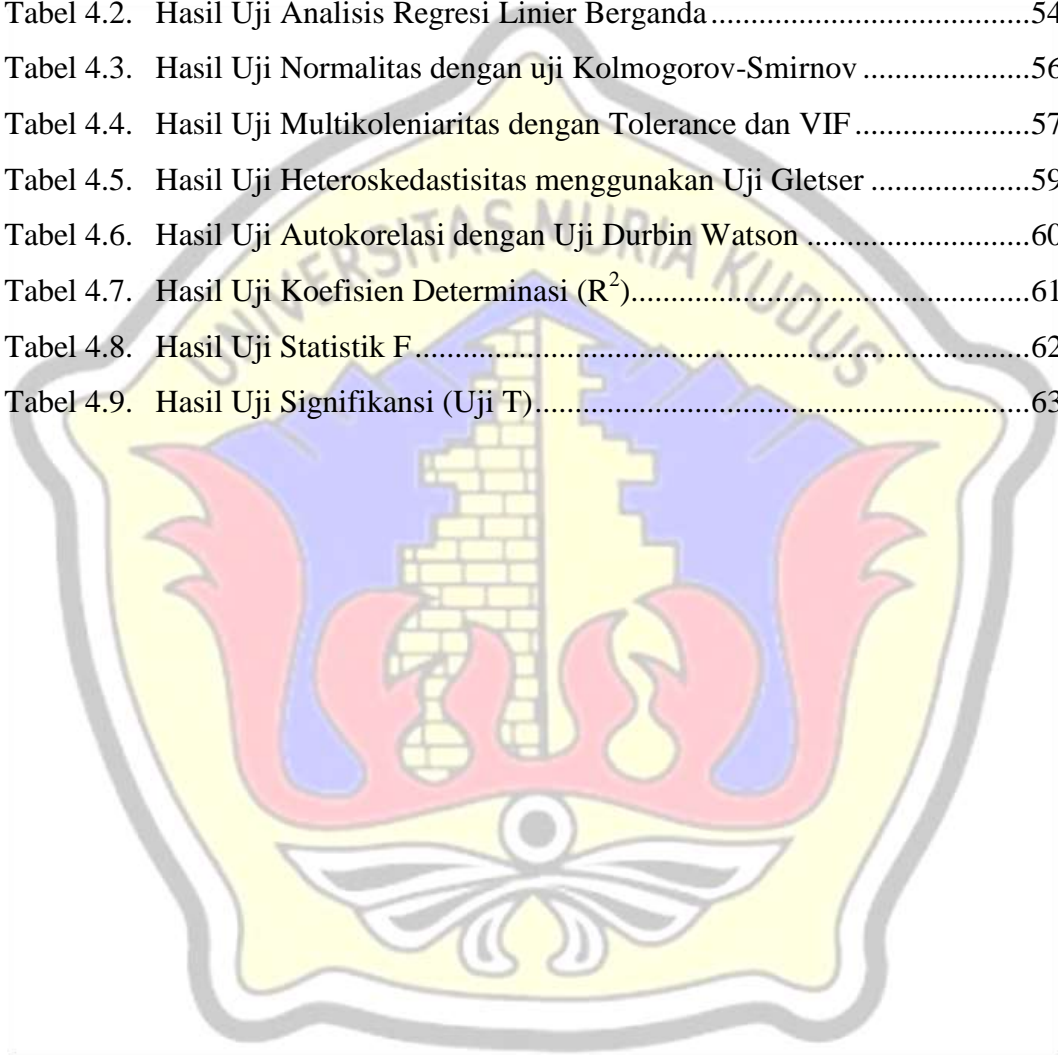 Tabel 4.2. Hasil Uji Analisis Regresi Linier Berganda....................................54
Tabel 4.3. Hasil Uji Normalitas dengan uji Kolmogorov-Smirnov....................56
Tabel 4.4. Hasil Uji Multikoleniaritas dengan Tolerance dan VIF.....................57
Tabel 4.5. Hasil Uji Heteroskedastisitas menggunakan Uji Gletser...................59
Tabel 4.6. Hasil Uji Autokorelasi dengan Uji Durbin Watson...........................60
Tabel 4.7. Hasil Uji Koefisien Determinasi (R²)..............................................61
Tabel 4.8. Hasil Uji Statistik F.........................................................................62
Tabel 4.9. Hasil Uji Signifikansi (Uji T)...........................................................63
UNIVERSITAS MURIA KUDUS